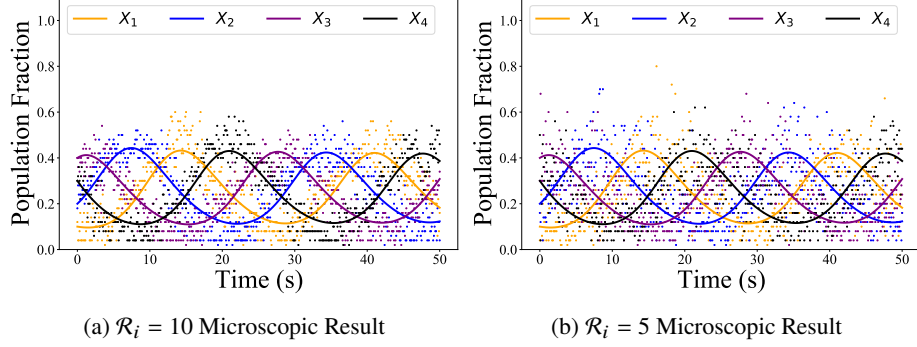 X₁ X₂ X₃ X₄
1.0
0.8
0.6
0.4
0.2
0.0
Population Fraction
0 10 20 30 40 50
Time (s)
(a) ℛᵢ = 10 Microscopic Result
X₁ X₂ X₃ X₄
1.0
0.8
0.6
0.4
0.2
0.0
Population Fraction
0 10 20 30 40 50
Time (s)
(b) ℛᵢ = 5 Microscopic Result